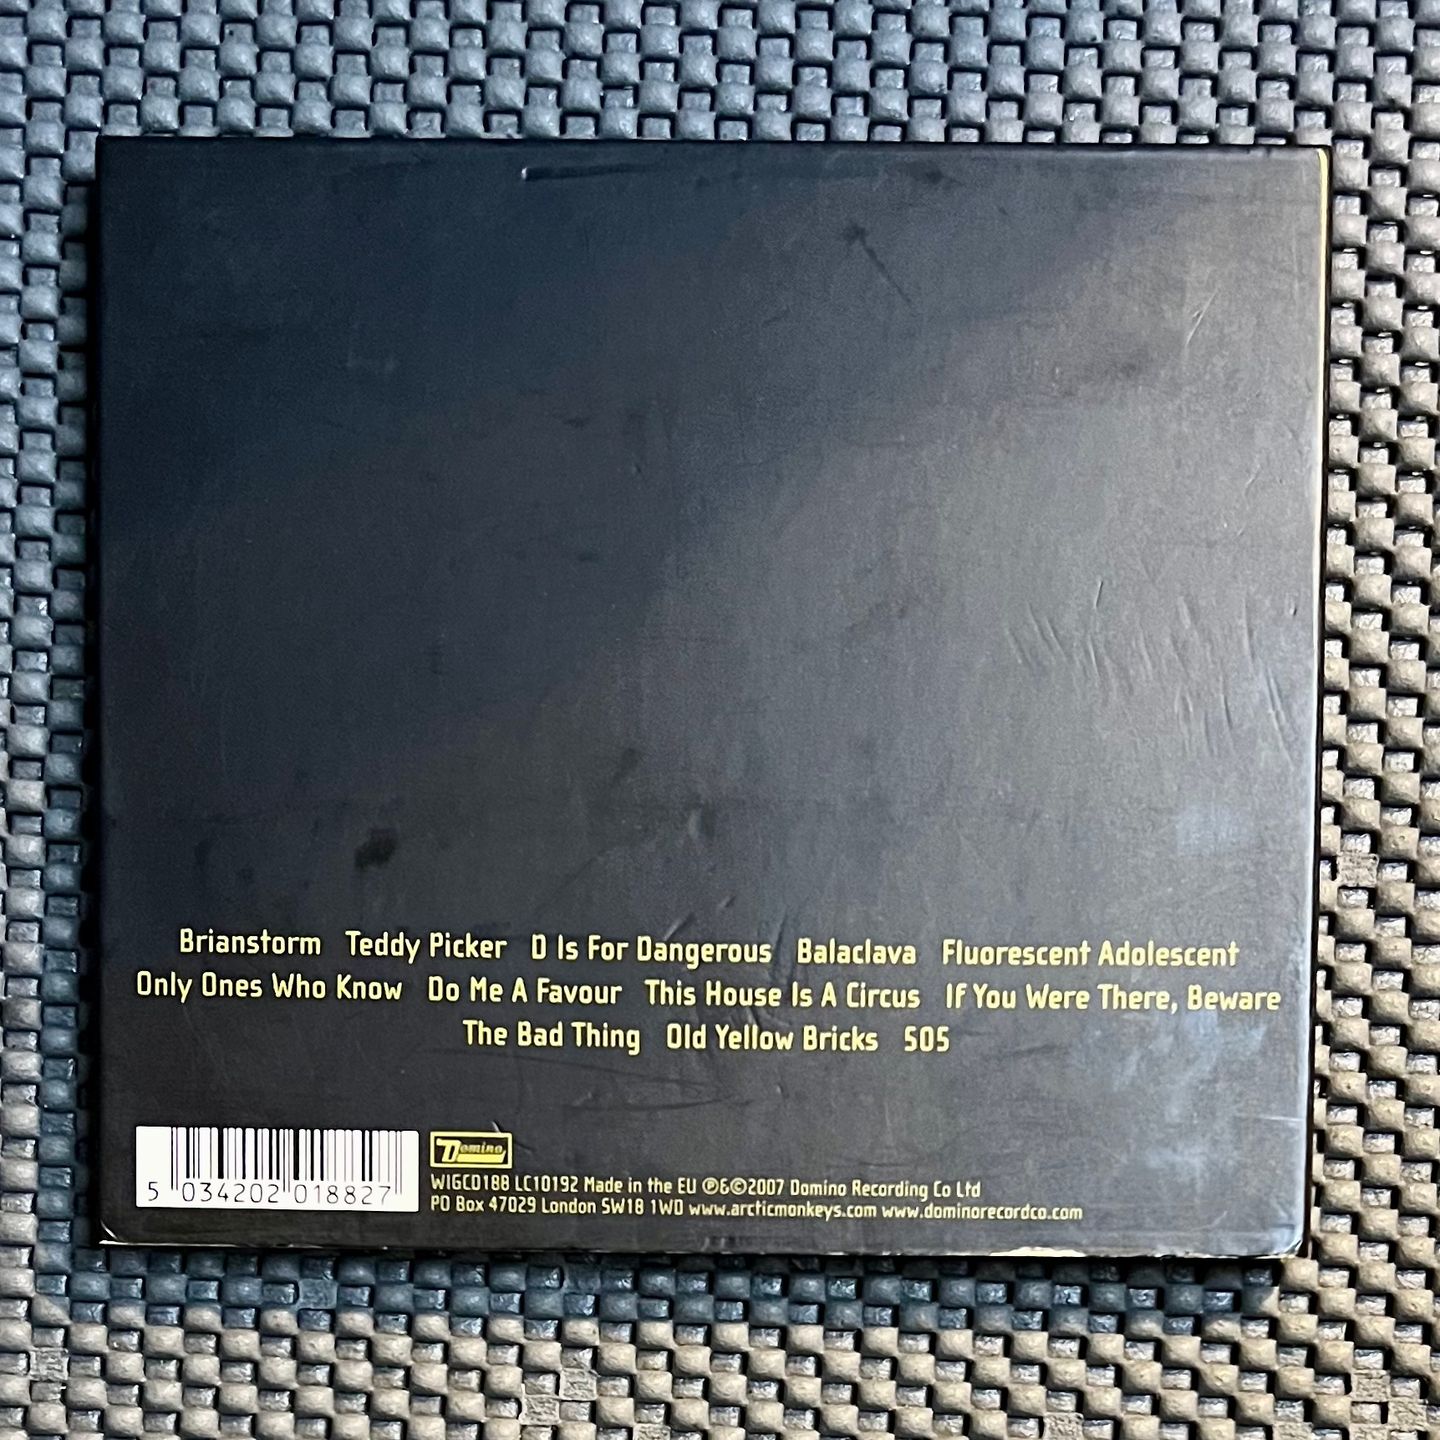 Brianstorm Teddy Picker D Is For Dangerous Balaclava Fluorescent Adolescent
Only Ones Who Know Do Me A Favour This House Is A Circus If You Were There, Beware
The Bad Thing Old Yellow Bricks 505
5 034202 018827
Domino
WIGCD188 LC10192 Made in the EU ℗&©2007 Domino Recording Co Ltd
PO Box 47029 London SW18 1WD www.arcticmonkeys.com www.dominorecordco.com